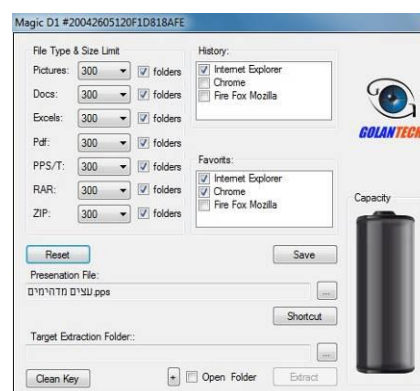 Magic D1 #20042605120F1D818AFE
File Type & Size Limit
Pictures: 300 folders
Docs: 300 folders
Excels: 300 folders
Pdf: 300 folders
PPS/T: 300 folders
RAR: 300 folders
ZIP: 300 folders
History:
Internet Explorer
Chrome
Fire Fox Mozilla
Favorits:
Internet Explorer
Chrome
Fire Fox Mozilla
GOLANTECH
Capacity
Reset
Save
Presenation File:
עצים מדהימים.pps
...
Shortcut
Target Extraction Folder::
...
Clean Key
+ Open Folder
Extract